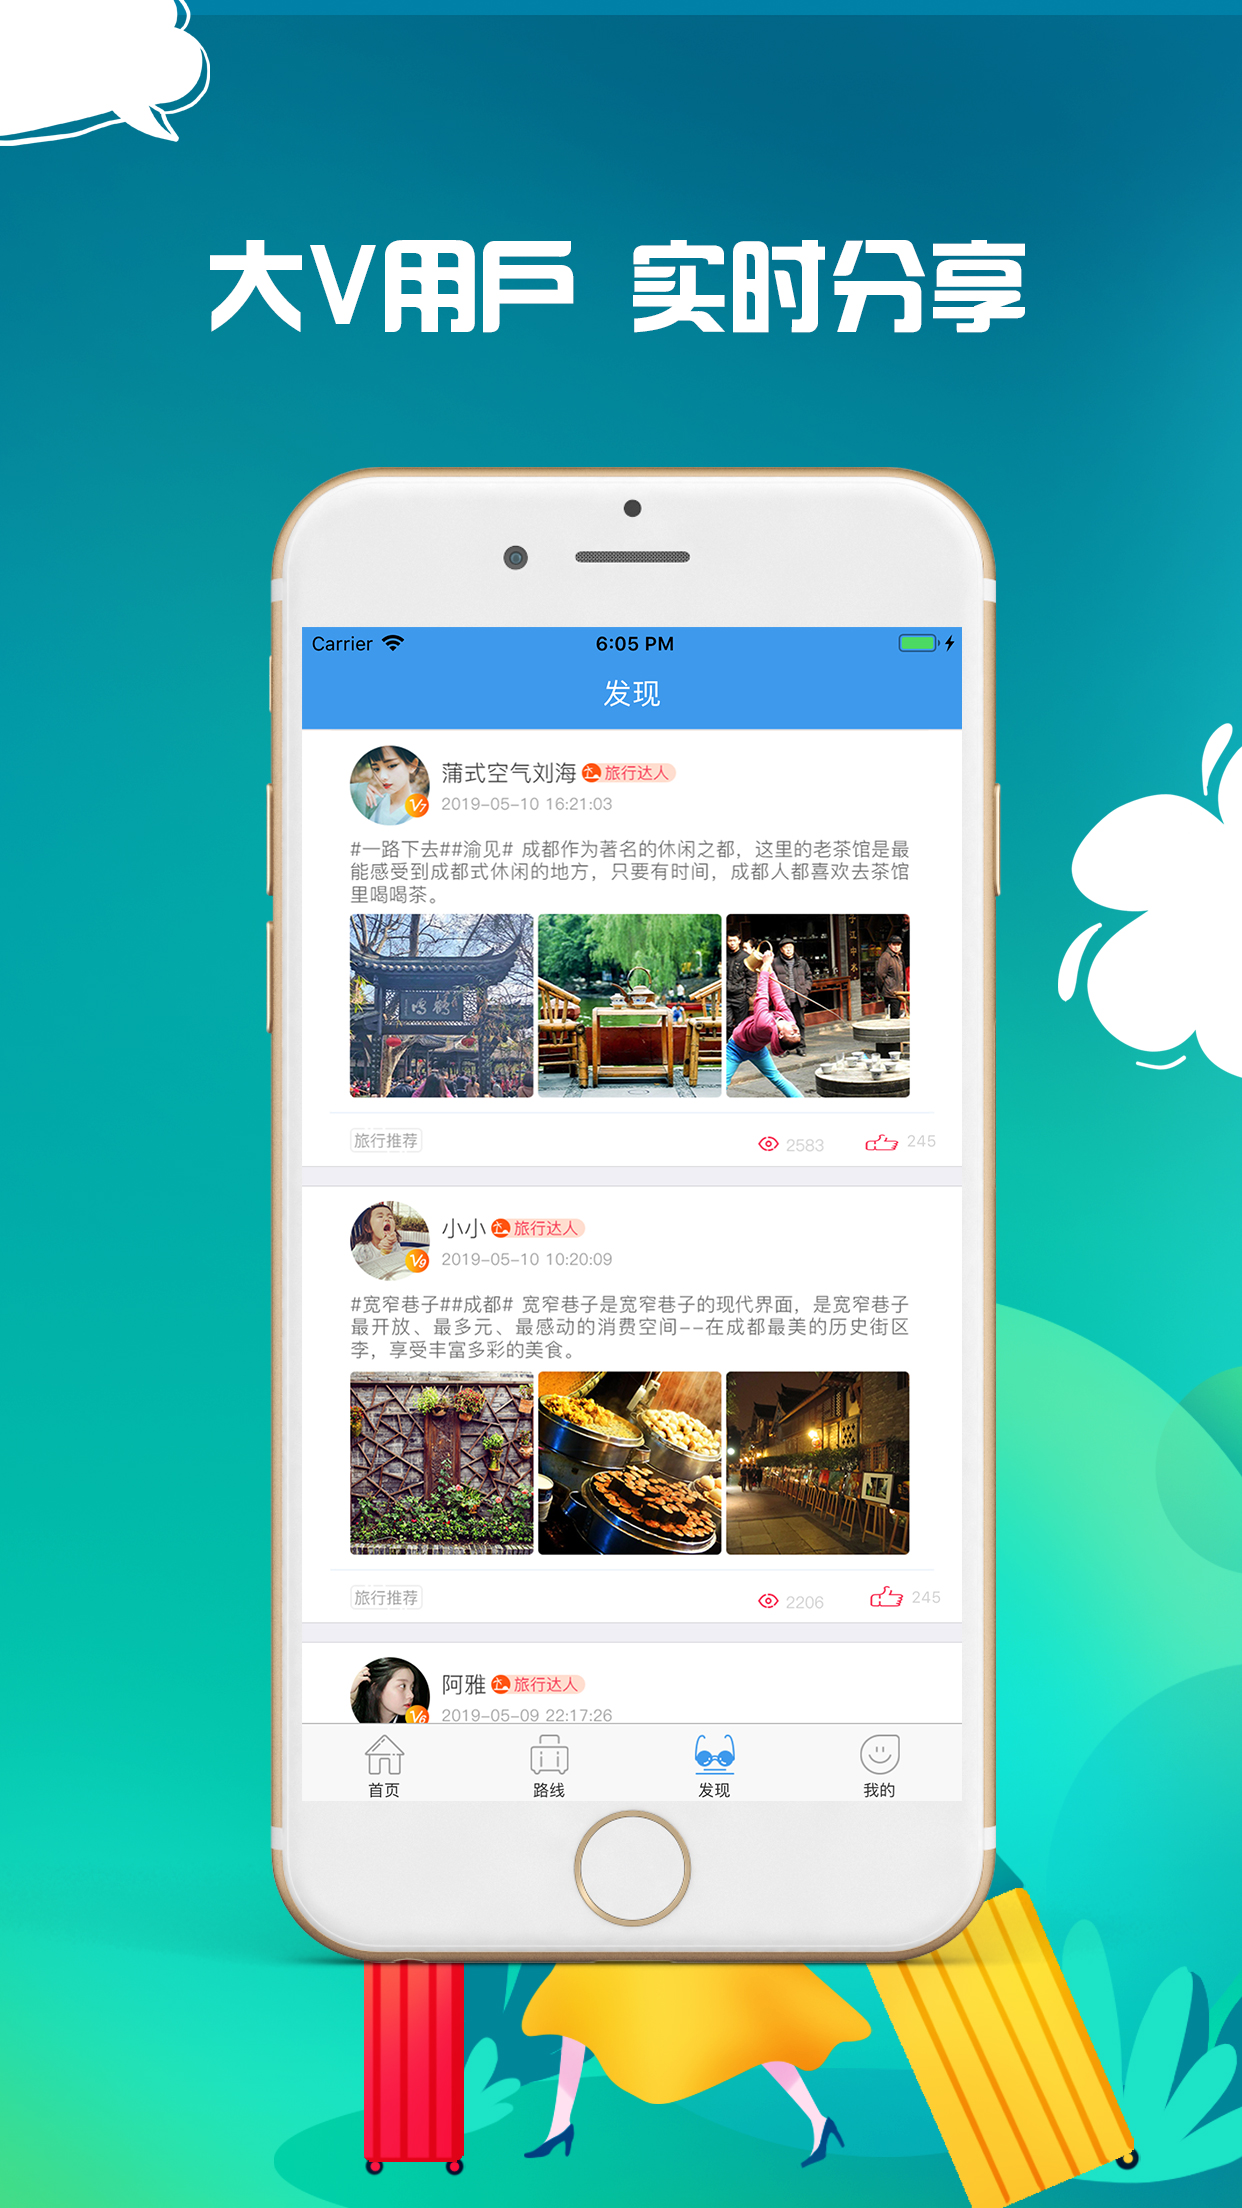 大V用戶 实时分享
Carrier 6:05 PM
发现
蒲式空气刘海 旅行达人
V7
2019-05-10 16:21:03
#一路下去##渝见# 成都作为著名的休闲之都，这里的老茶馆是最
能感受到成都式休闲的地方，只要有时间，成都人都喜欢去茶馆
里喝喝茶。
旅行推荐 2583 245
小小 旅行达人
V9
2019-05-10 10:20:09
#宽窄巷子##成都# 宽窄巷子是宽窄巷子的现代界面，是宽窄巷子
最开放、最多元、最感动的消费空间--在成都最美的历史街区
李，享受丰富多彩的美食。
旅行推荐 2206 245
阿雅 旅行达人
V6
2019-05-09 22:17:26
首页 路线 发现 我的